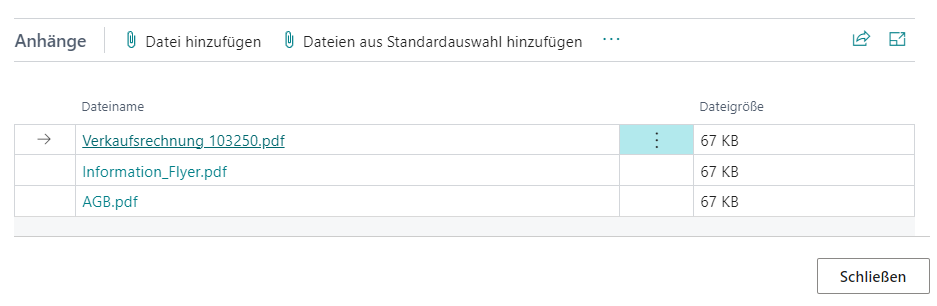 Anhänge Datei hinzufügen Dateien aus Standardauswahl hinzufügen ...
Dateiname Dateigröße
Verkaufsrechnung 103250.pdf 67 KB
Information_Flyer.pdf 67 KB
AGB.pdf 67 KB
Schließen